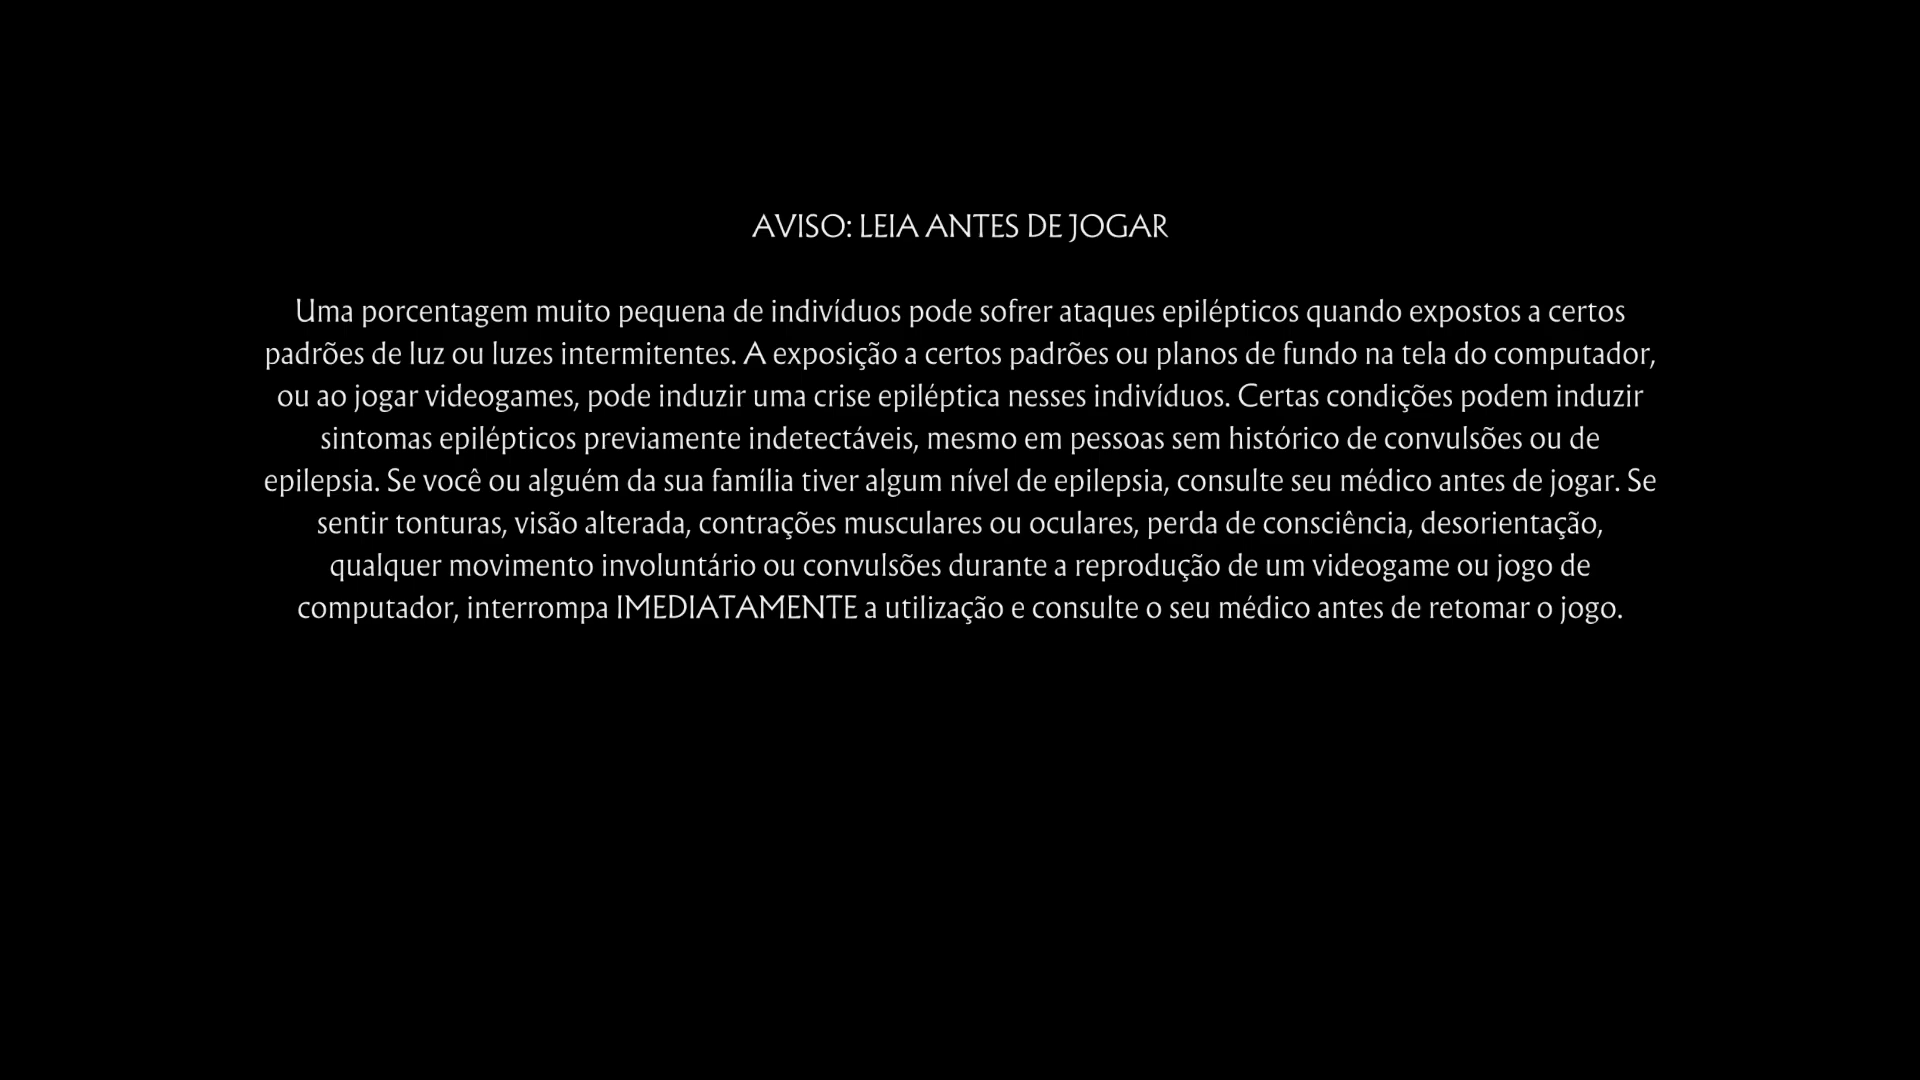 AVISO: LEIA ANTES DE JOGAR
Uma porcentagem muito pequena de indivíduos pode sofrer ataques epilépticos quando expostos a certos
padrões de luz ou luzes intermitentes. A exposição a certos padrões ou planos de fundo na tela do computador,
ou ao jogar videogames, pode induzir uma crise epiléptica nesses indivíduos. Certas condições podem induzir
sintomas epilépticos previamente indetectáveis, mesmo em pessoas sem histórico de convulsões ou de
epilepsia. Se você ou alguém da sua família tiver algum nível de epilepsia, consulte seu médico antes de jogar. Se
sentir tonturas, visão alterada, contrações musculares ou oculares, perda de consciência, desorientação,
qualquer movimento involuntário ou convulsões durante a reprodução de um videogame ou jogo de
computador, interrompa IMEDIATAMENTE a utilização e consulte o seu médico antes de retomar o jogo.